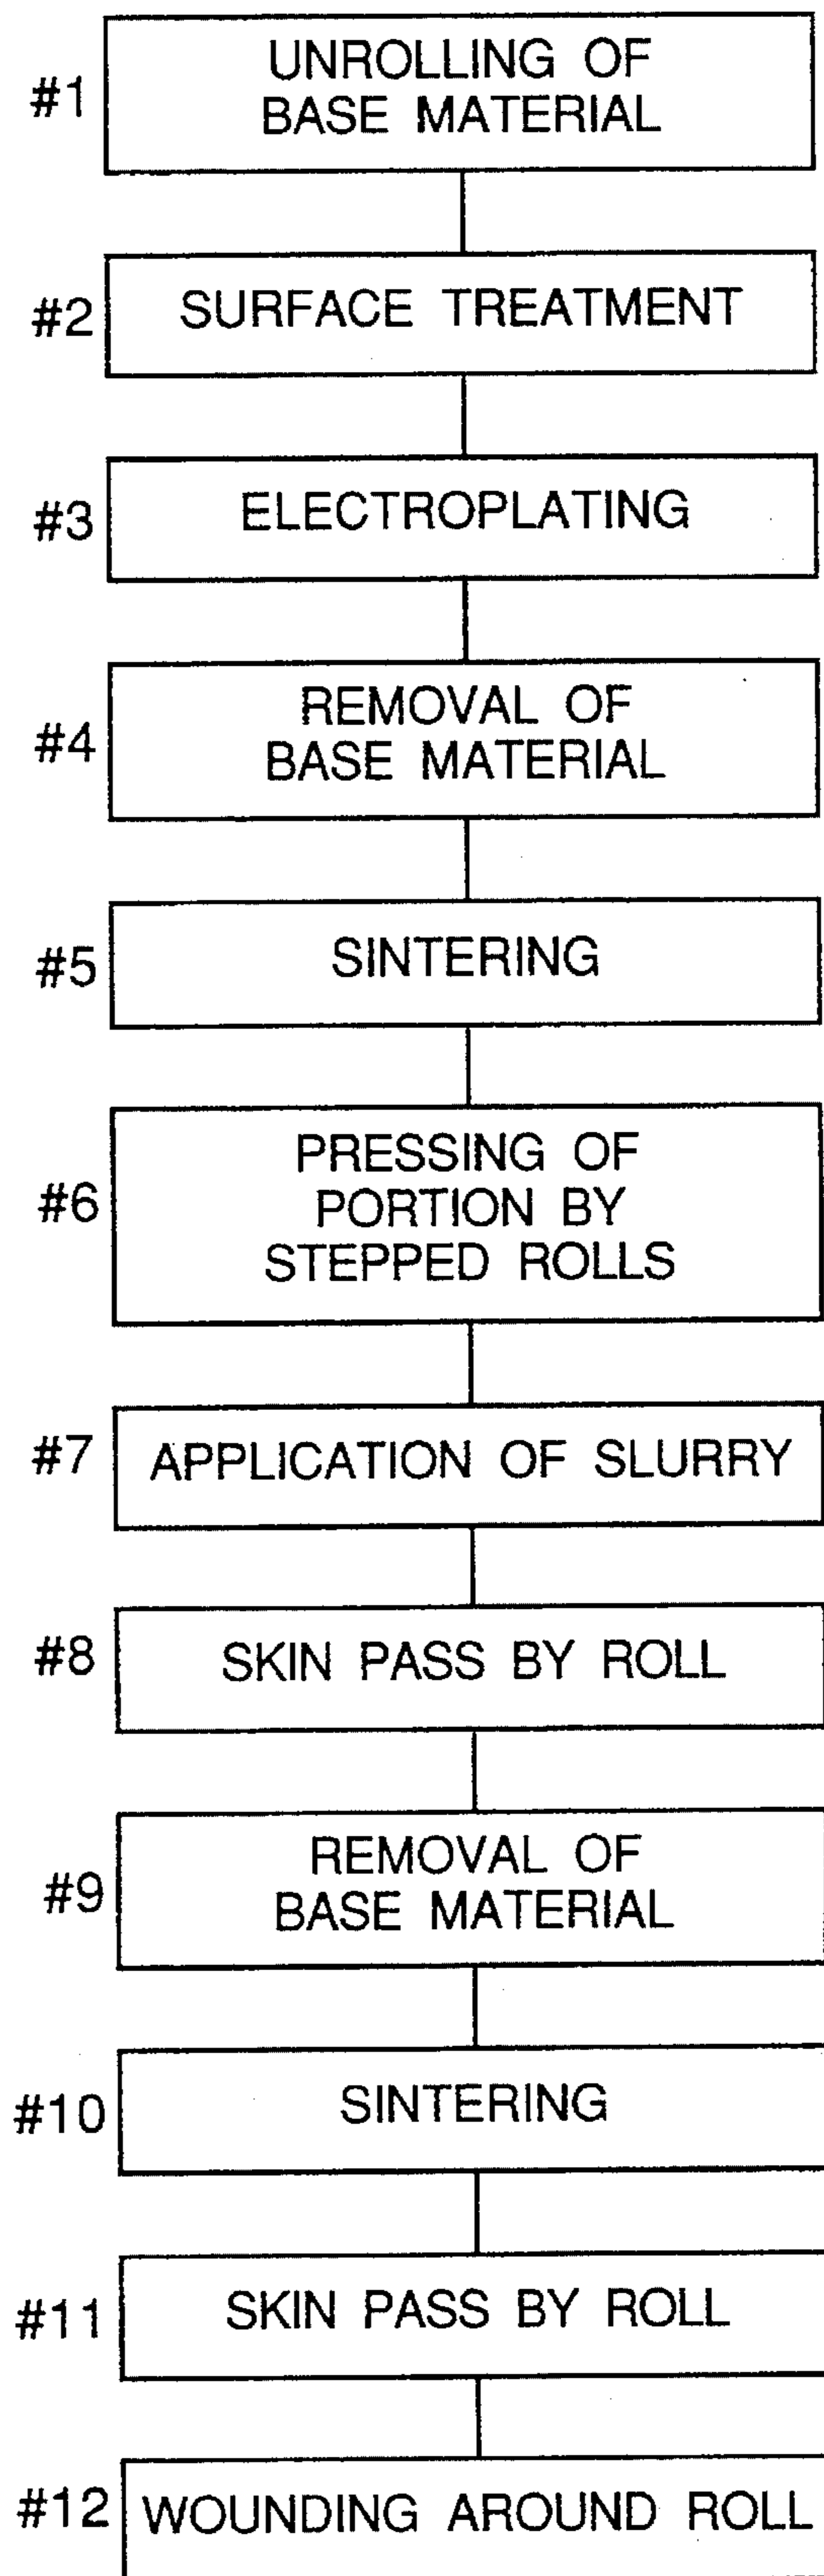 #1
UNROLLING OF
BASE MATERIAL
#2
SURFACE TREATMENT
#3
ELECTROPLATING
#4
REMOVAL OF
BASE MATERIAL
#5
SINTERING
#6
PRESSING OF
PORTION BY
STEPPED ROLLS
#7
APPLICATION OF SLURRY
#8
SKIN PASS BY ROLL
#9
REMOVAL OF
BASE MATERIAL
#10
SINTERING
#11
SKIN PASS BY ROLL
#12
WOUNDING AROUND ROLL